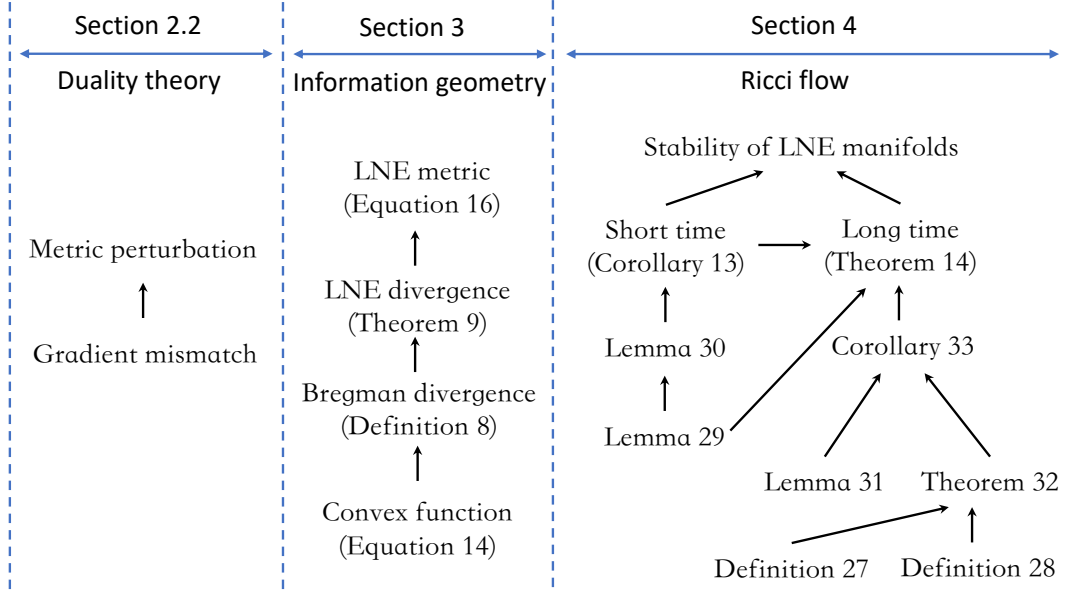 Section 2.2
Duality theory
Metric perturbation
Gradient mismatch
Section 3
Information geometry
LNE metric
(Equation 16)
LNE divergence
(Theorem 9)
Bregman divergence
(Definition 8)
Convex function
(Equation 14)
Section 4
Ricci flow
Stability of LNE manifolds
Short time
(Corollary 13)
Long time
(Theorem 14)
Lemma 30
Corollary 33
Lemma 29
Lemma 31
Theorem 32
Definition 27
Definition 28